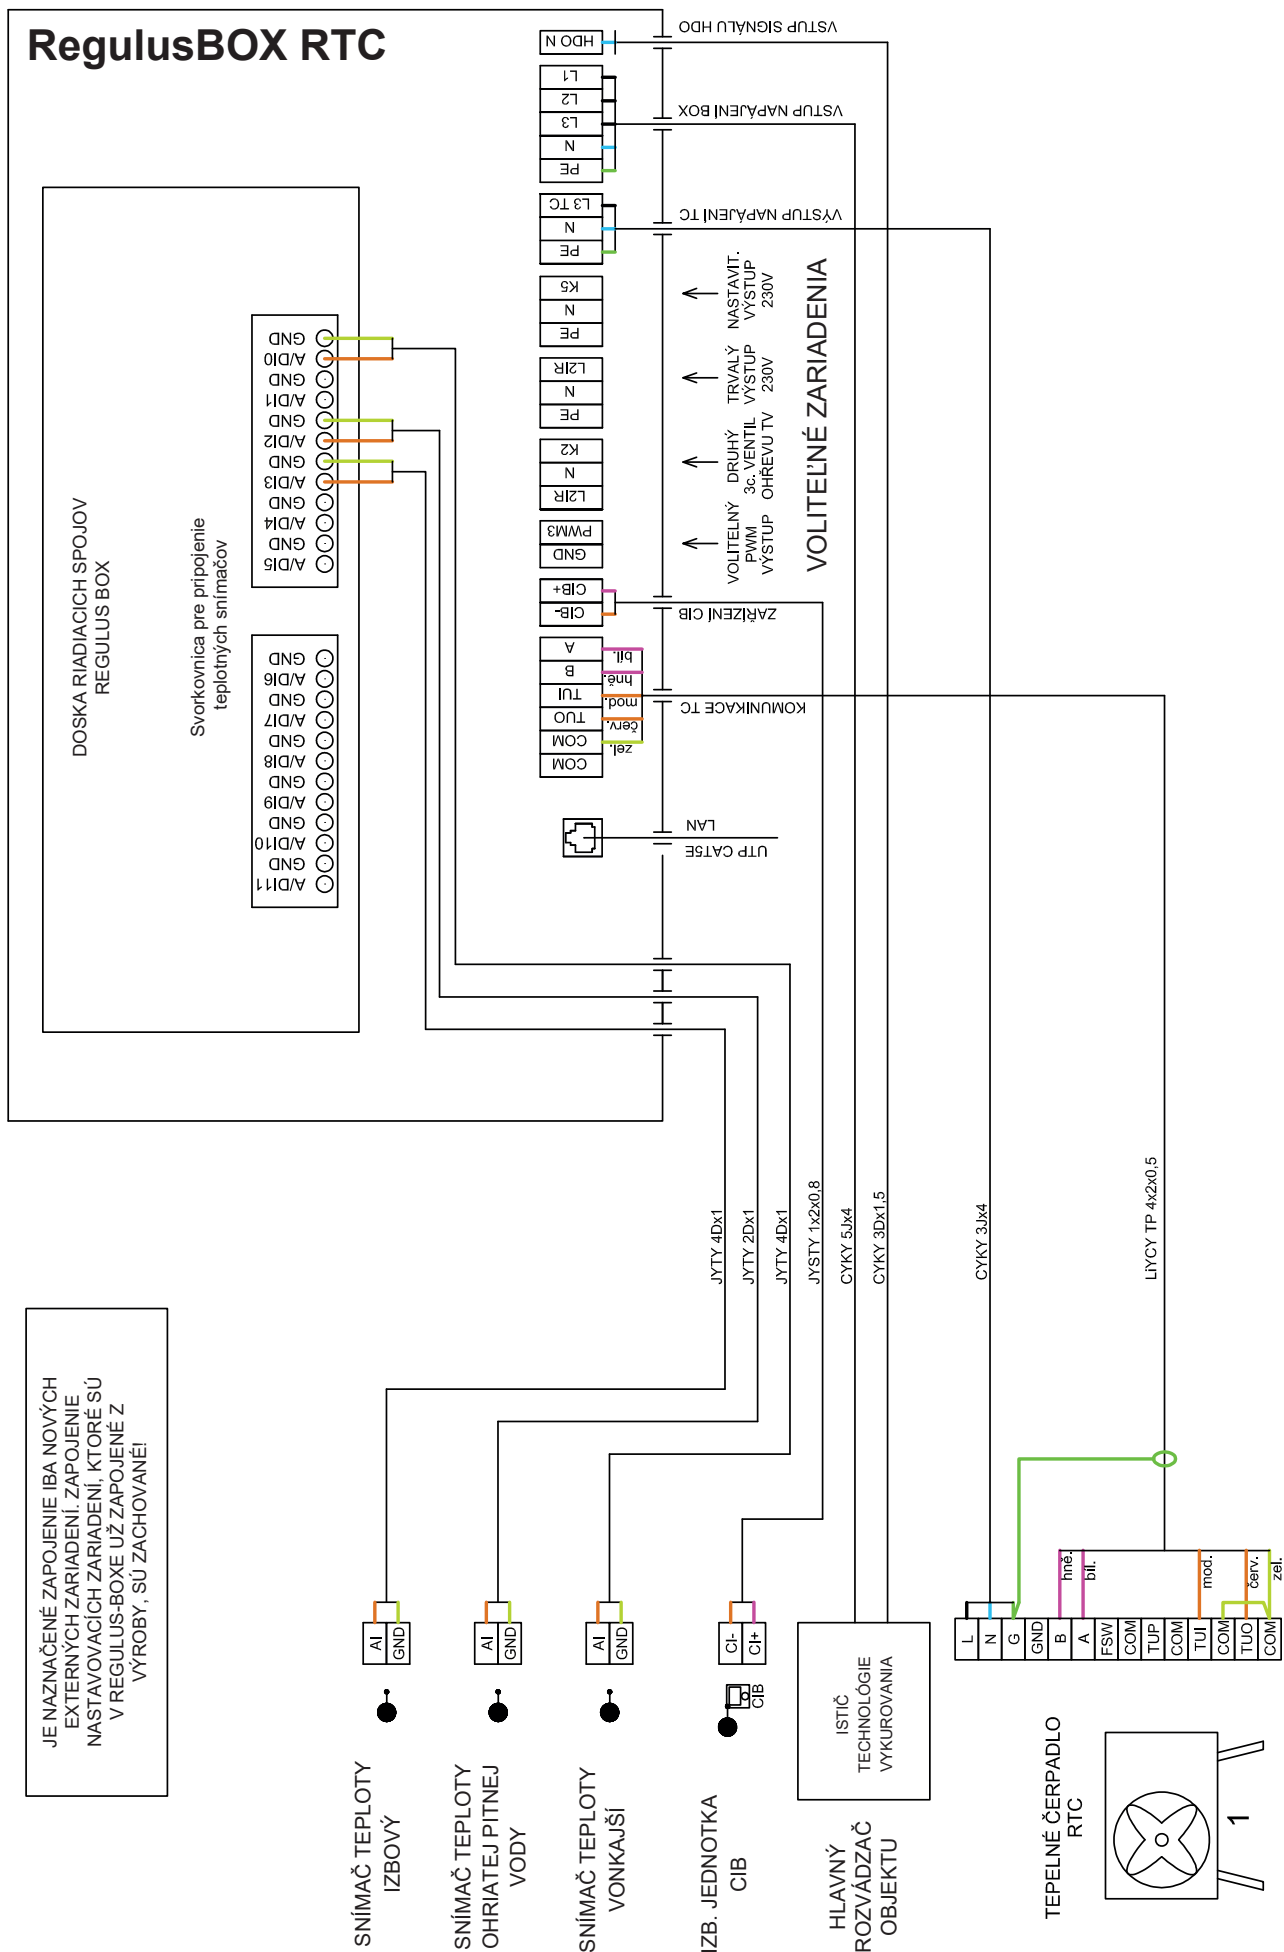 RegulusBOX RTC
DOSKA RIADIACICH SPOJOV
REGULUS BOX
Svorkovnica pre pripojenie
teplotných snímačov
GND
A/DI0
GND
A/DI1
GND
A/DI2
GND
A/DI3
GND
A/DI4
GND
A/DI5
GND
A/DI6
GND
A/DI7
GND
A/DI8
GND
A/DI9
GND
A/DI10
GND
A/DI11
HDO N
L1
L2
L3
N
PE
L3 TC
N
PE
K5
N
PE
L2IR
N
PE
K2
N
L2IR
PWM3
GND
CIB+
CIB-
A
B
TUI
TUO
COM
COM
bíl.
hně.
mod.
červ.
zel.
VSTUP SIGNÁLU HDO
VSTUP NAPÁJENÍ BOX
VÝSTUP NAPÁJENÍ TC
NASTAVIT.
VÝSTUP
230V
TRVALÝ
VÝSTUP
230V
DRUHÝ
3c. VENTIL
OHŘEVU TV
VOLITELNÝ
PWM
VÝSTUP
VOLITEĽNÉ ZARIADENIA
ZAŘÍZENÍ CIB
KOMUNIKACE TC
LAN
UTP CAT5E
JYTY 4Dx1
JYTY 2Dx1
JYTY 4Dx1
JYSTY 1x2x0,8
CYKY 5Jx4
CYKY 3Dx1,5
CYKY 3Jx4
LiYCY TP 4x2x0,5
JE NAZNAČENÉ ZAPOJENIE IBA NOVÝCH
EXTERNÝCH ZARIADENÍ. ZAPOJENIE
NASTAVOVACÍCH ZARIADENÍ, KTORÉ SÚ
V REGULUS-BOXE UŽ ZAPOJENÉ Z
VÝROBY, SÚ ZACHOVANÉ!
AI
GND
SNÍMAČ TEPLOTY
IZBOVÝ
AI
GND
SNÍMAČ TEPLOTY
OHRIATEJ PITNEJ
VODY
AI
GND
SNÍMAČ TEPLOTY
VONKAJŠÍ
CI-
CI+
CIB
IZB. JEDNOTKA
CIB
ISTIČ
TECHNOLÓGIE
VYKUROVANIA
HLAVNÝ
ROZVÁDZAČ
OBJEKTU
L
N
G
GND
B
A
FSW
COM
TUP
COM
TUI
COM
TUO
COM
hně.
bíl.
mod.
červ.
zel.
TEPELNÉ ČERPADLO
RTC
1